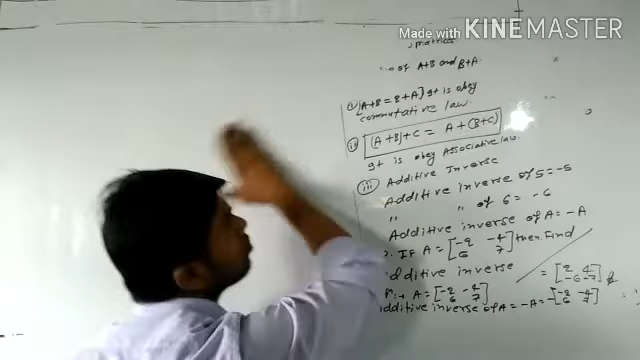 Made with KINEMASTER
matrics
of A+B and B+A.
(i) [A+B = B+A] It is obey
commutative law.
(ii) (A+B)+C = A+(B+C)
It is obey Associative law.
(iii) Additive Inverse
Additive inverse of 5 = -5
" " of 6 = -6
Additive inverse of A = -A
If A = [-2 -4 6 7] then find
additive inverse = [2 4 -6 -7]
A = [-2 -4 6 7]
additive inverse of A = -A = -[-2 -4 6 7]